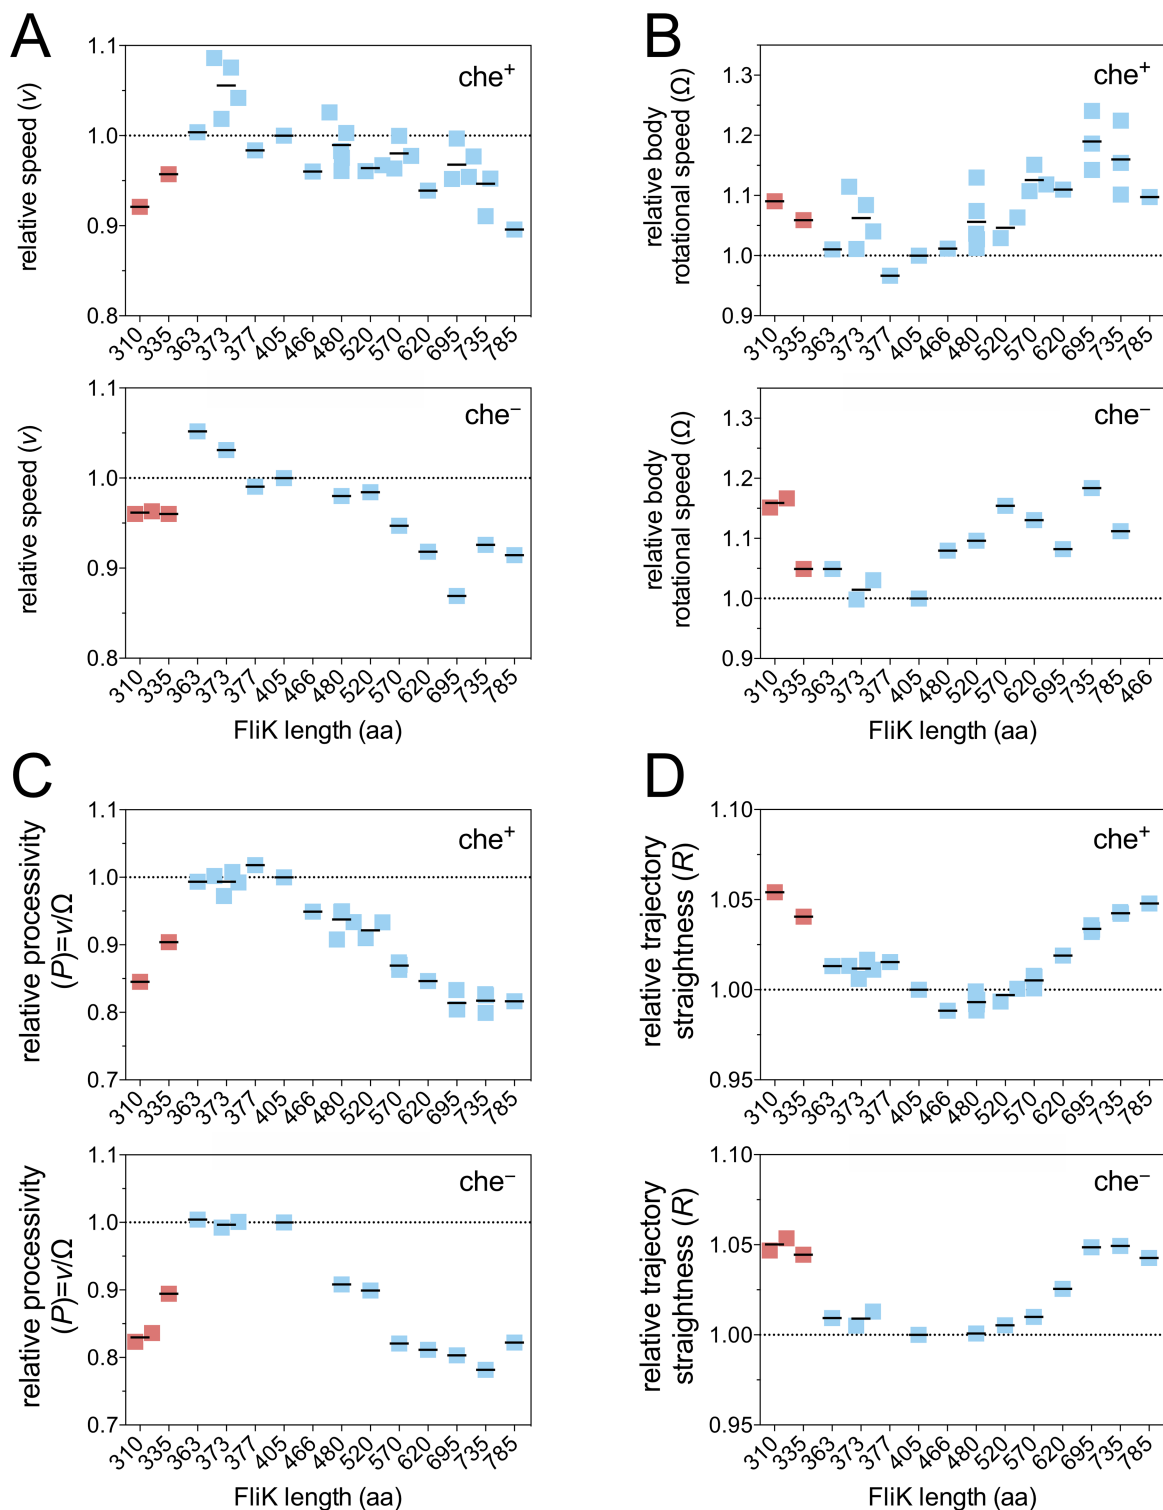 A
1.1
1.0
0.9
0.8
relative speed (v)
che⁺
310 335 363 373 377 405 466 480 520 570 620 695 735 785
1.1
1.0
0.9
0.8
relative speed (v)
che⁻
310 335 363 373 377 405 466 480 520 570 620 695 735 785
FliK length (aa)
B
1.3
1.2
1.1
1.0
0.9
relative body
rotational speed (Ω)
che⁺
310 335 363 373 377 405 466 480 520 570 620 695 735 785
1.3
1.2
1.1
1.0
0.9
relative body
rotational speed (Ω)
che⁻
310 335 363 373 377 405 480 520 570 620 695 735 785 466
FliK length (aa)
C
1.1
1.0
0.9
0.8
0.7
relative processivity
(P)=v/Ω
che⁺
310 335 363 373 377 405 466 480 520 570 620 695 735 785
1.1
1.0
0.9
0.8
0.7
relative processivity
(P)=v/Ω
che⁻
310 335 363 373 377 405 466 480 520 570 620 695 735 785
FliK length (aa)
D
1.10
1.05
1.00
0.95
relative trajectory
straightness (R)
che⁺
310 335 363 373 377 405 466 480 520 570 620 695 735 785
1.10
1.05
1.00
0.95
relative trajectory
straightness (R)
che⁻
310 335 363 373 377 405 466 480 520 570 620 695 735 785
FliK length (aa)